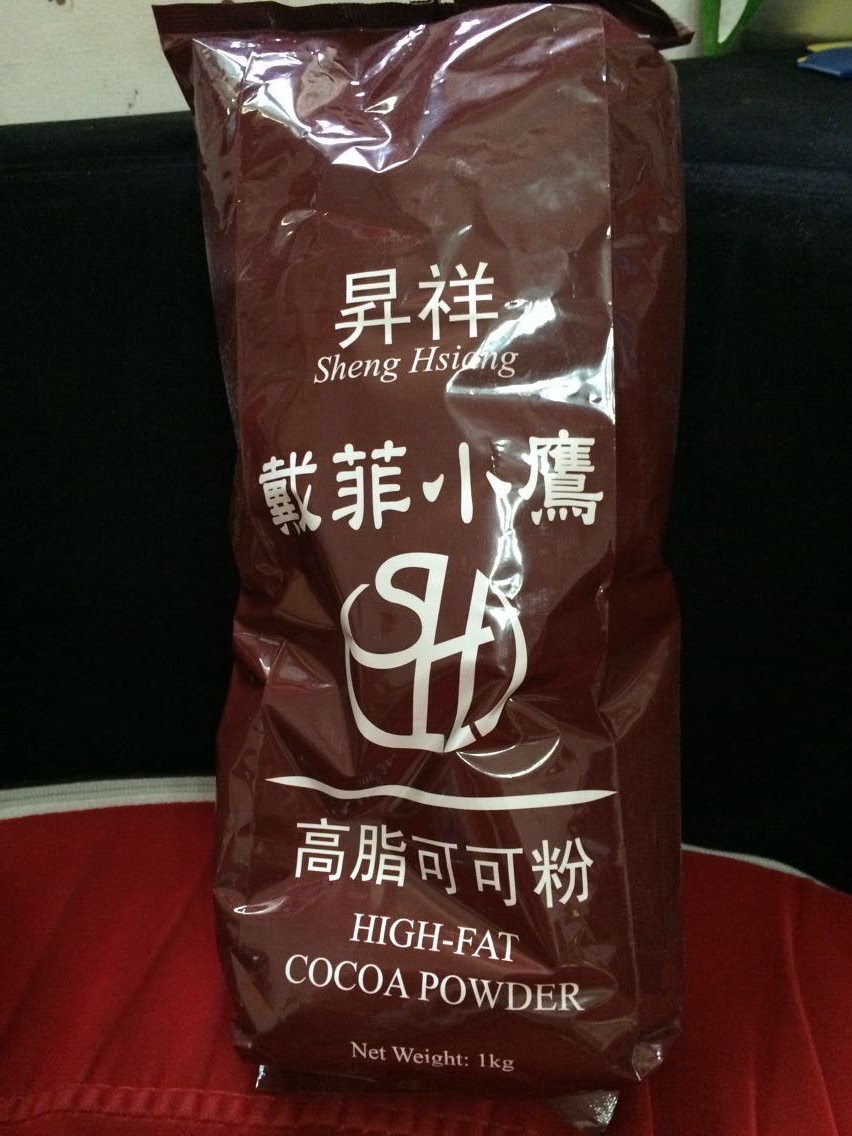 昇祥
Sheng Hsiang
戴菲小鷹
SH
高脂可可粉
HIGH-FAT
COCOA POWDER
Net Weight: 1kg